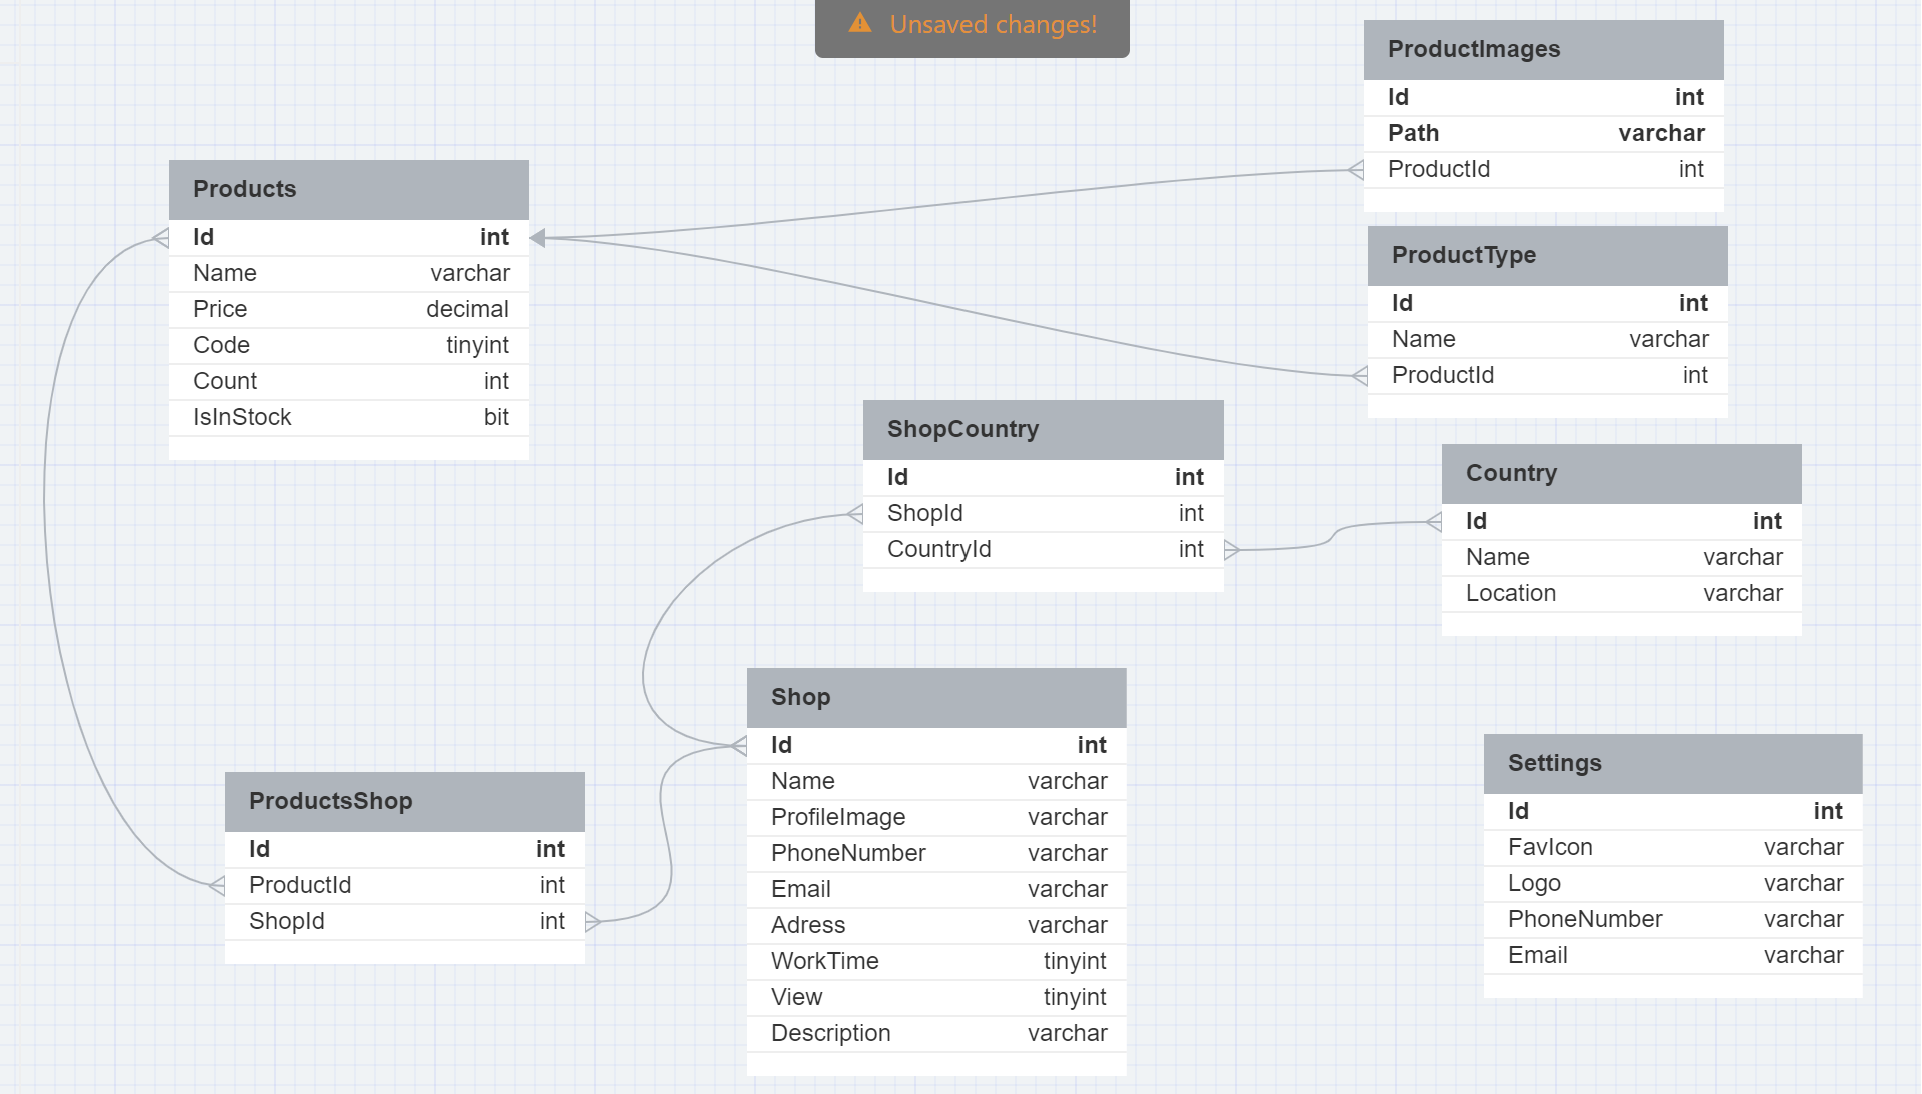 Unsaved changes!
ProductImages
Id int
Path varchar
ProductId int
Products
Id int
Name varchar
Price decimal
Code tinyint
Count int
IsInStock bit
ProductType
Id int
Name varchar
ProductId int
ShopCountry
Id int
ShopId int
CountryId int
Country
Id int
Name varchar
Location varchar
Shop
Id int
Name varchar
ProfileImage varchar
PhoneNumber varchar
Email varchar
Adress varchar
WorkTime tinyint
View tinyint
Description varchar
ProductsShop
Id int
ProductId int
ShopId int
Settings
Id int
FavIcon varchar
Logo varchar
PhoneNumber varchar
Email varchar